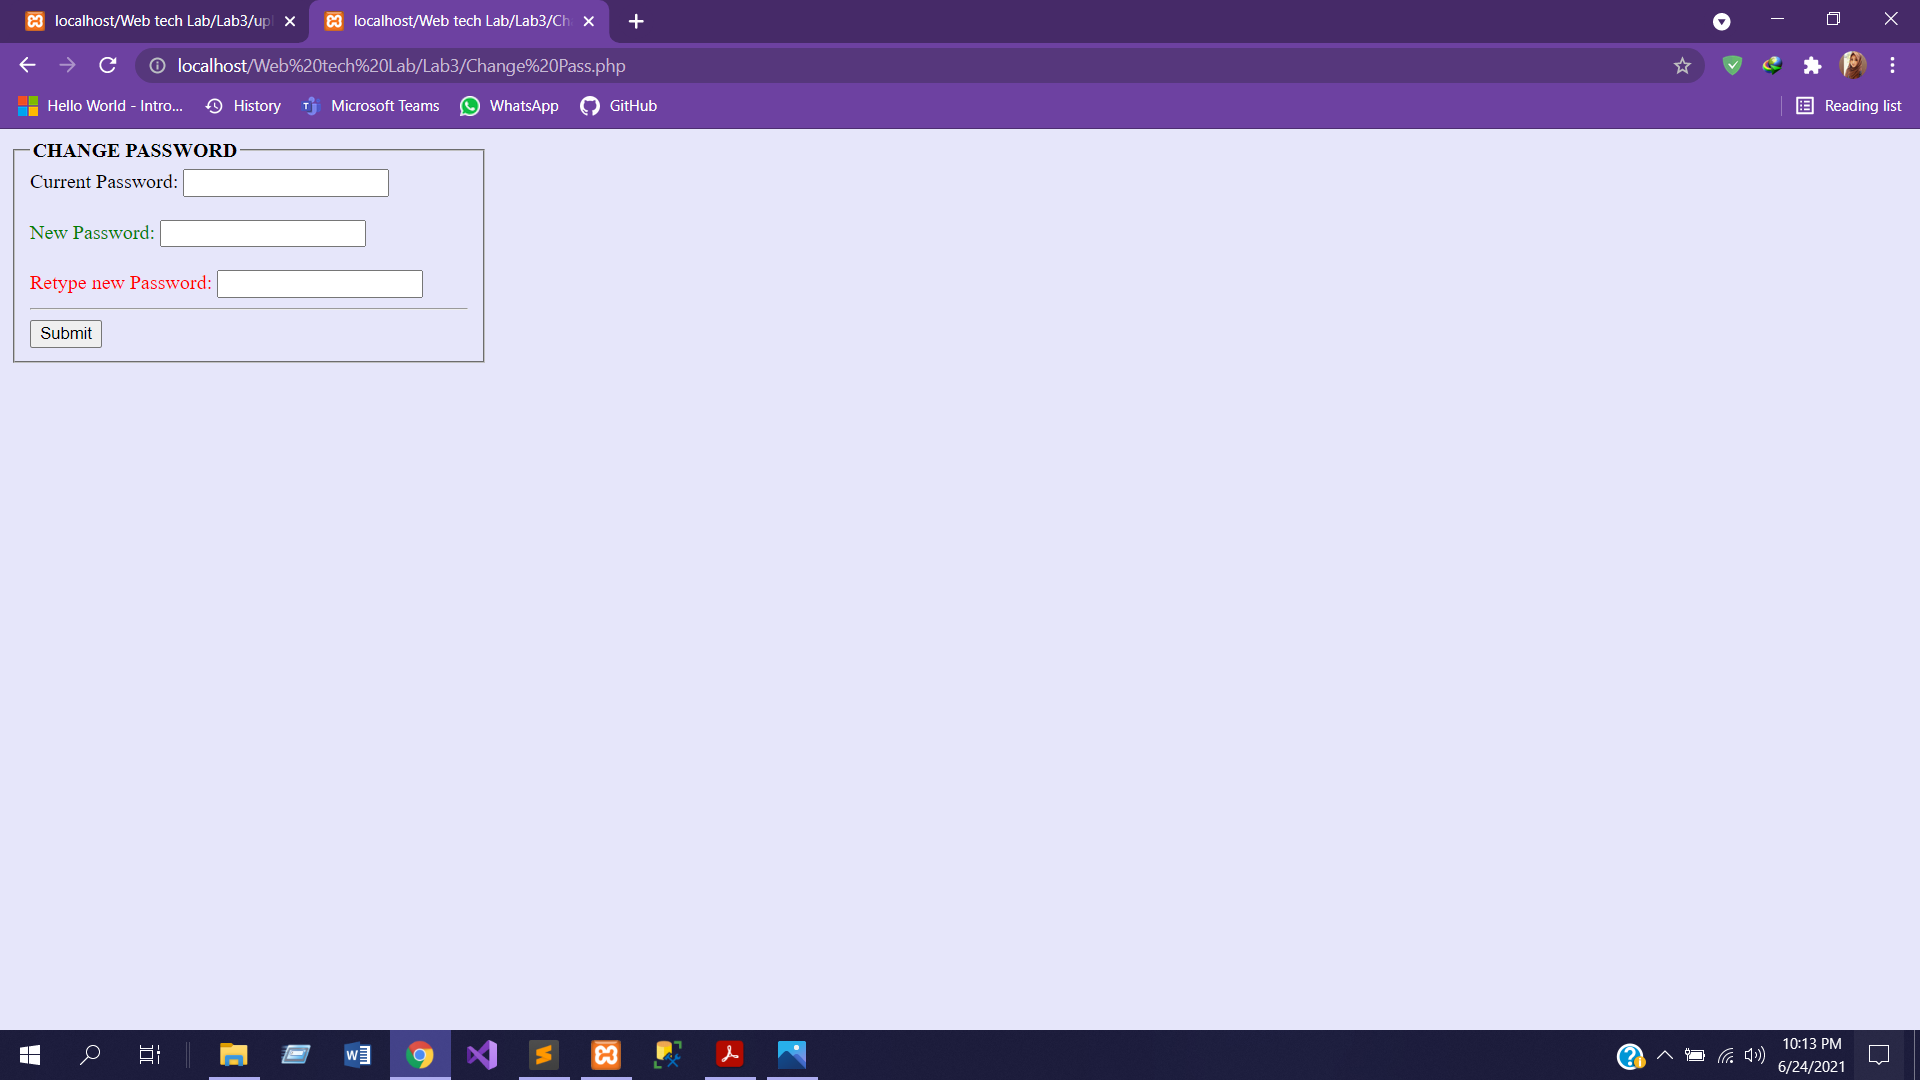 localhost/Web tech Lab/Lab3/upl
localhost/Web tech Lab/Lab3/Ch
localhost/Web%20tech%20Lab/Lab3/Change%20Pass.php
Hello World - Intro...
History
Microsoft Teams
WhatsApp
GitHub
Reading list
CHANGE PASSWORD
Current Password:
New Password:
Retype new Password:
Submit
10:13 PM
6/24/2021